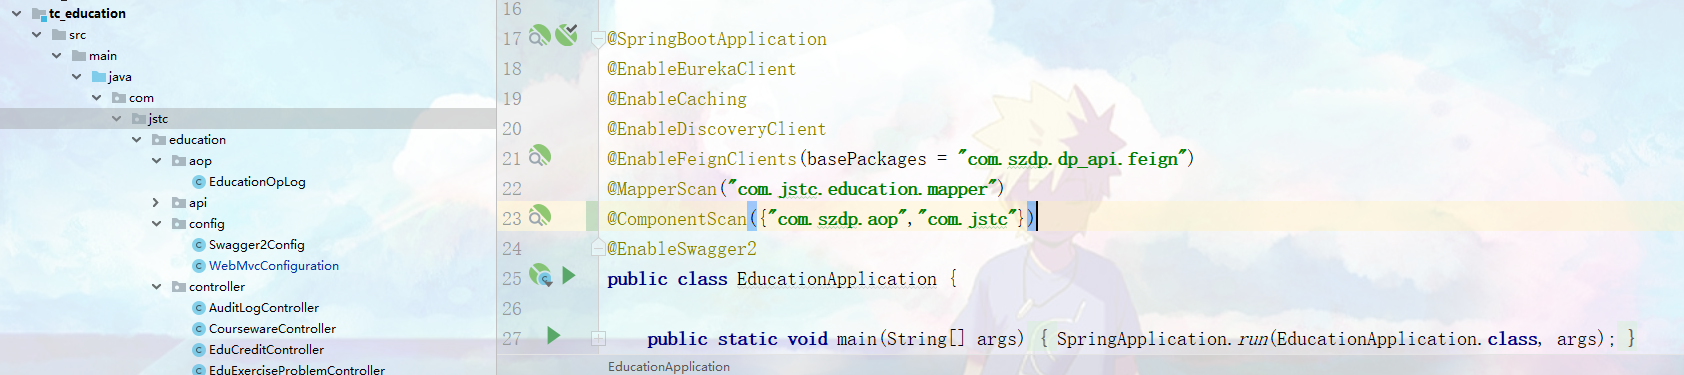 tc_education
src
main
java
com
jstc
education
aop
EducationOpLog
api
config
Swagger2Config
WebMvcConfiguration
controller
AuditLogController
CoursewareController
EduCreditController
EduExerciseProblemController
16
17 @SpringBootApplication
18 @EnableEurekaClient
19 @EnableCaching
20 @EnableDiscoveryClient
21 @EnableFeignClients(basePackages = "com.szdp.dp_api.feign")
22 @MapperScan("com.jstc.education.mapper")
23 @ComponentScan({"com.szdp.aop","com.jstc"})
24 @EnableSwagger2
25 public class EducationApplication {
26
27 public static void main(String[] args) { SpringApplication.run(EducationApplication.class, args); }
EducationApplication